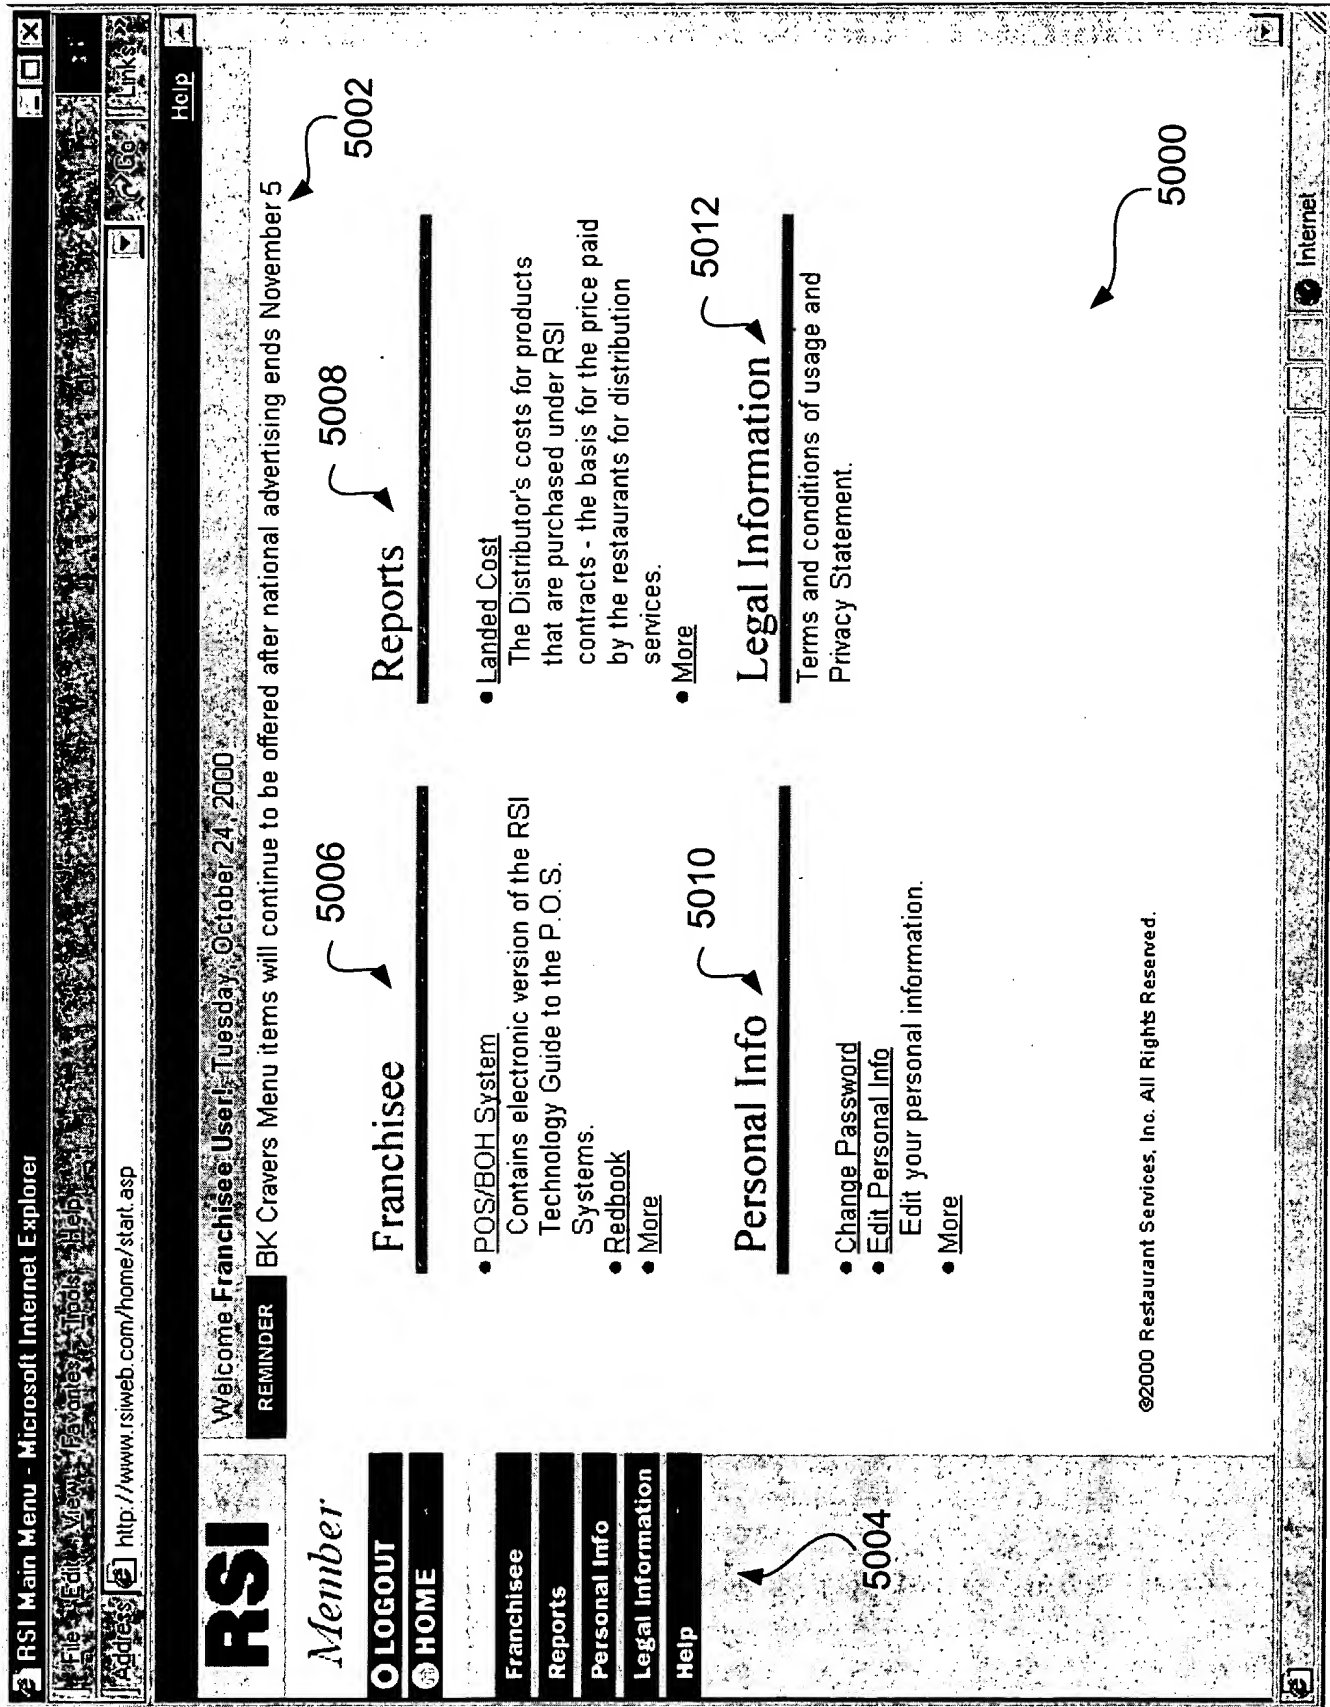 RSI Main Menu - Microsoft Internet Explorer
File Edit View Favorites Tools Help
Address http://www.rsiweb.com/home/start.asp Go Links »
Help
RSI
Welcome Franchisee User! Tuesday, October 24, 2000
REMINDER BK Cravers Menu items will continue to be offered after national advertising ends November 5
5002
Member
LOGOUT
HOME
Franchisee
Reports
Personal Info
Legal Information
Help
5004
5006
Franchisee
• POS/BOH System
Contains electronic version of the RSI
Technology Guide to the P.O.S.
Systems.
• Redbook
• More
5008
Reports
• Landed Cost
The Distributor's costs for products
that are purchased under RSI
contracts - the basis for the price paid
by the restaurants for distribution
services.
• More
5010
Personal Info
• Change Password
• Edit Personal Info
Edit your personal information.
• More
5012
Legal Information
Terms and conditions of usage and
Privacy Statement.
5000
©2000 Restaurant Services, Inc. All Rights Reserved.
Internet